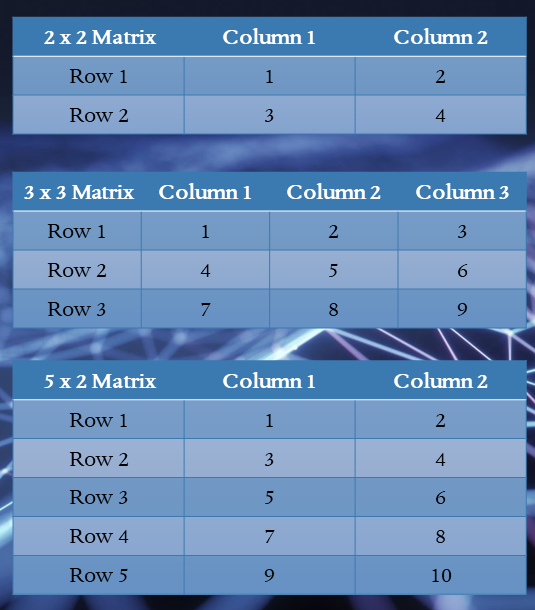 2 x 2 Matrix Column 1 Column 2
Row 1 1 2
Row 2 3 4
3 x 3 Matrix Column 1 Column 2 Column 3
Row 1 1 2 3
Row 2 4 5 6
Row 3 7 8 9
5 x 2 Matrix Column 1 Column 2
Row 1 1 2
Row 2 3 4
Row 3 5 6
Row 4 7 8
Row 5 9 10